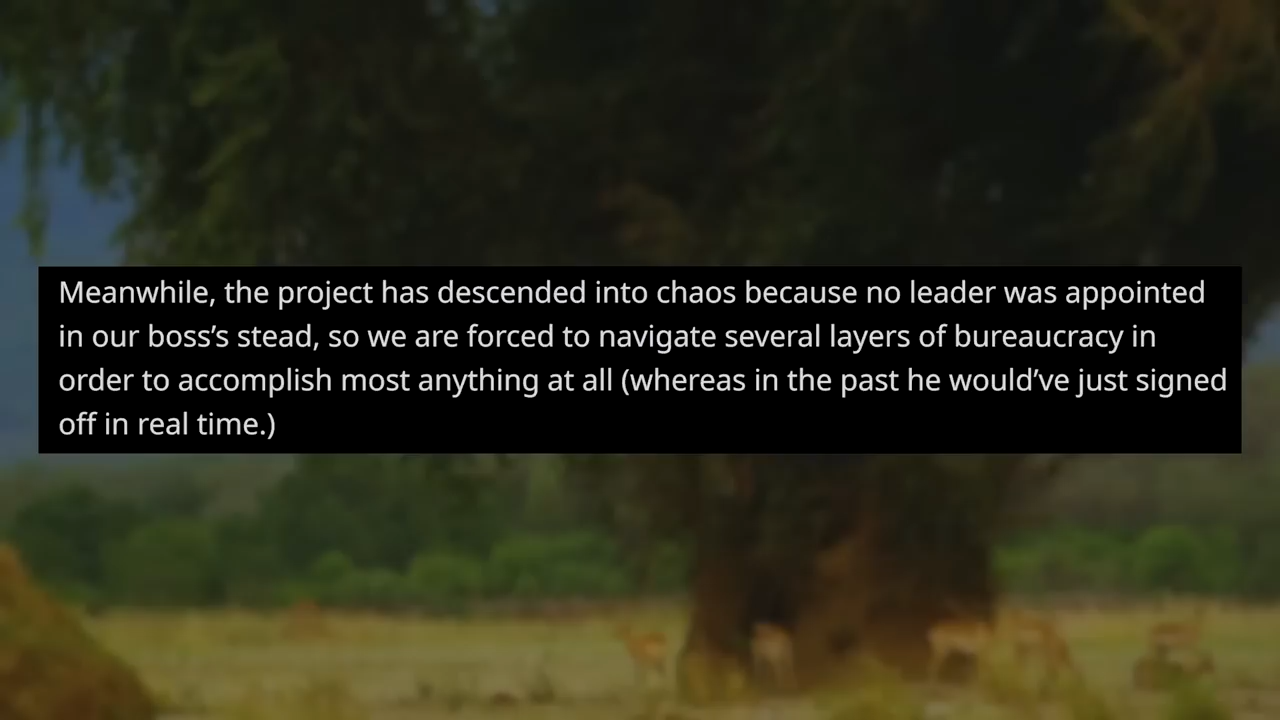 Meanwhile, the project has descended into chaos because no leader was appointed
in our boss’s stead, so we are forced to navigate several layers of bureaucracy in
order to accomplish most anything at all (whereas in the past he would’ve just signed
off in real time.)